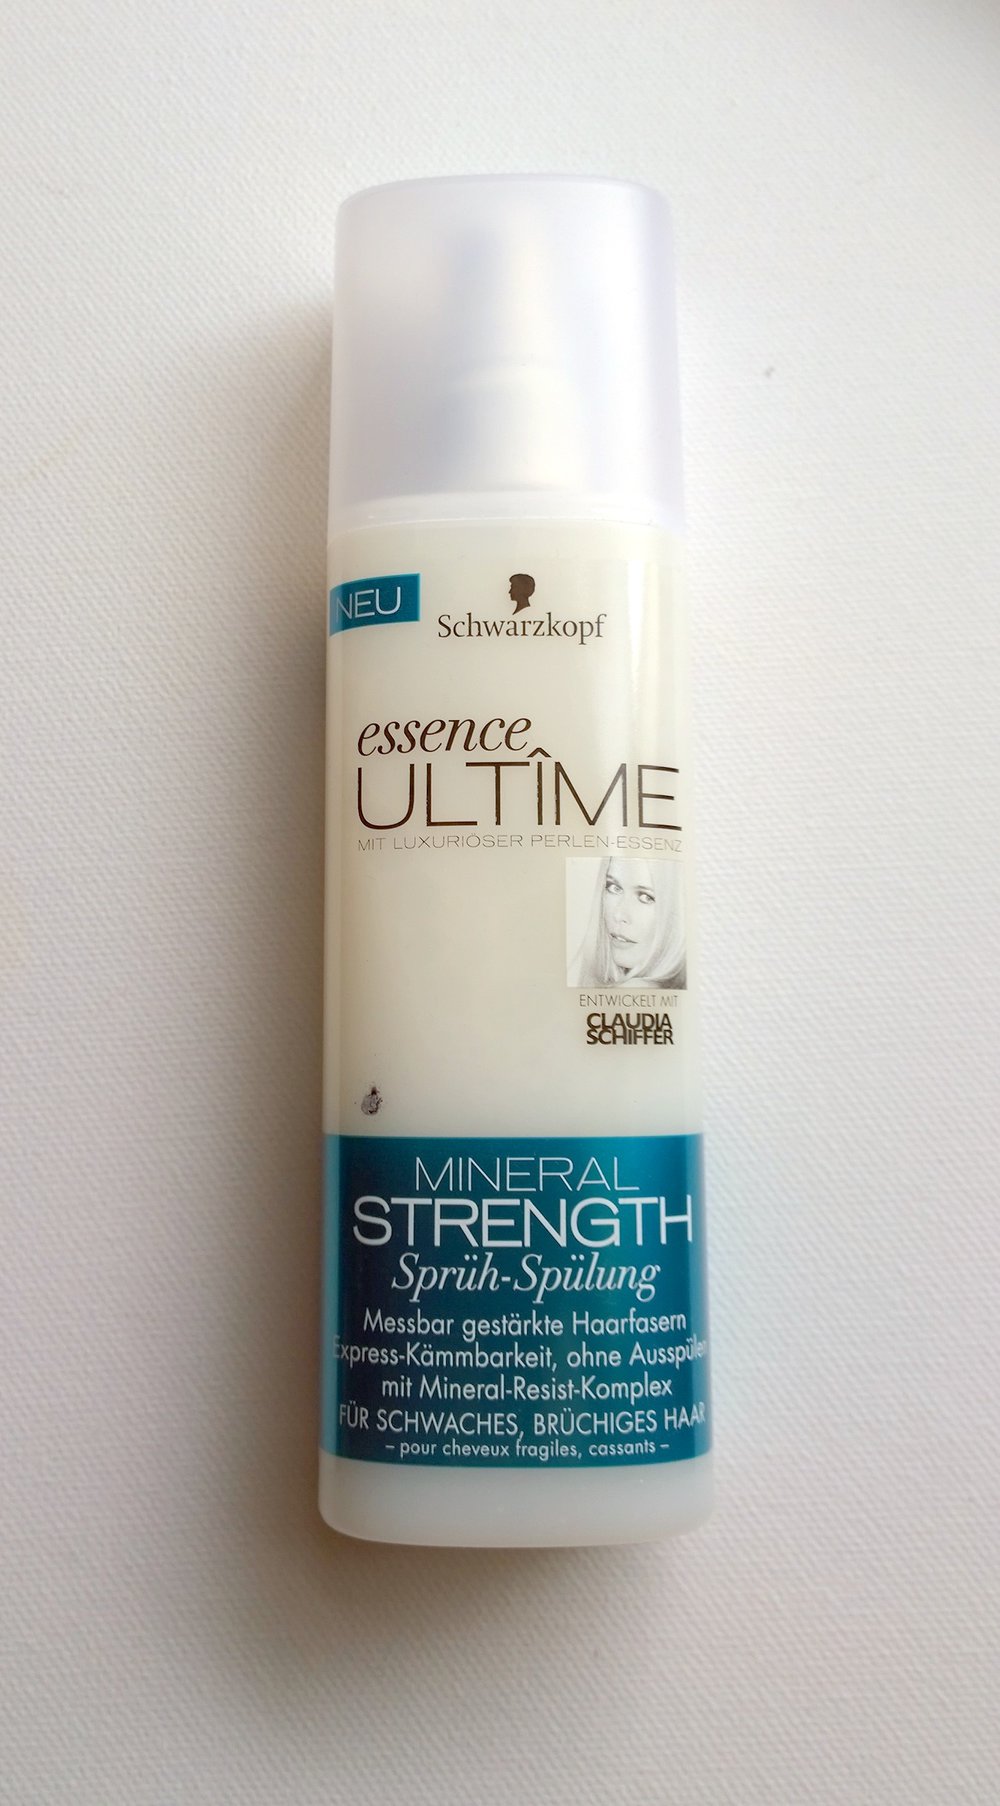 NEU
Schwarzkopf
essence
ULTÎME
MIT LUXURIÖSER PERLEN-ESSENZ
ENTWICKELT MIT
CLAUDIA
SCHIFFER
MINERAL
STRENGTH
Sprüh-Spülung
Messbar gestärkte Haarfasern
Express-Kämmbarkeit, ohne Ausspülen
mit Mineral-Resist-Komplex
FÜR SCHWACHES, BRÜCHIGES HAAR
– pour cheveux fragiles, cassants –